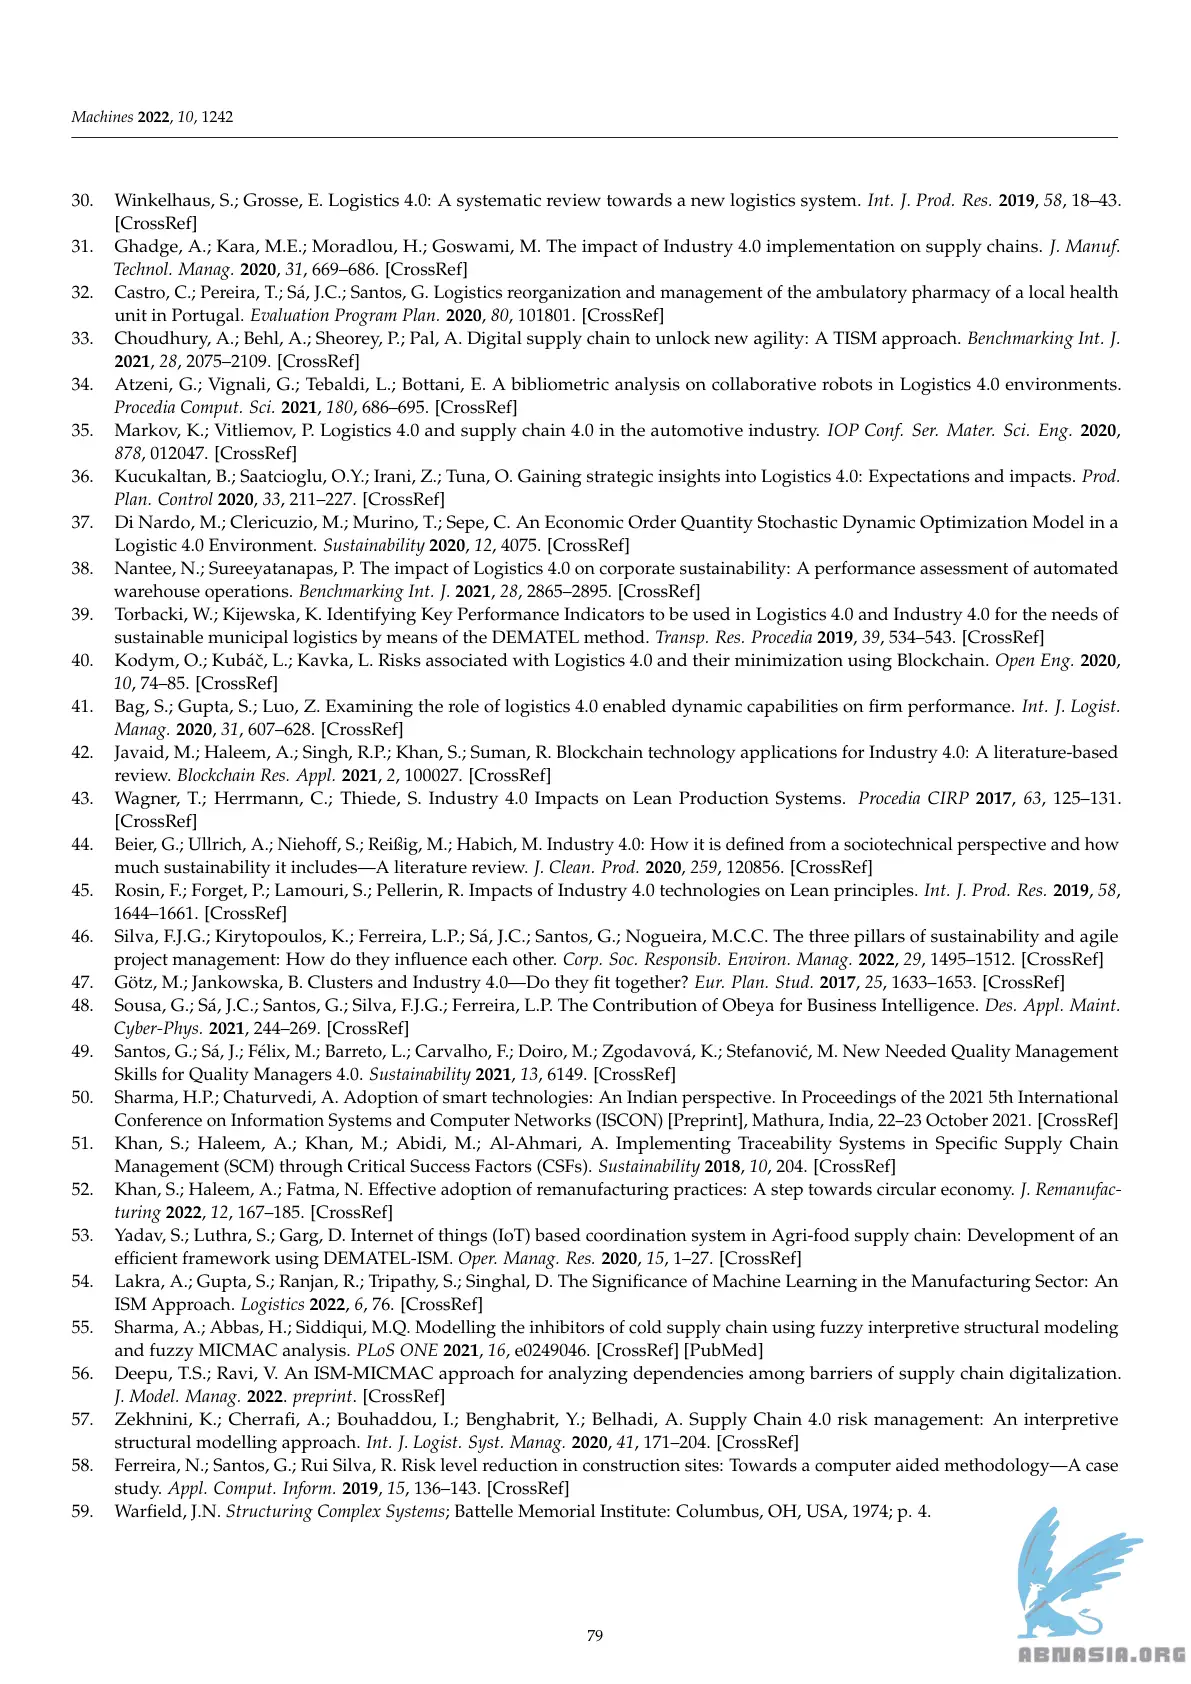 Machines 2022, 10, 1242
30. Winkelhaus, S.; Grosse, E. Logistics 4.0: A systematic review towards a new logistics system. Int. J. Prod. Res. 2019, 58, 18–43.
[CrossRef]
31. Ghadge, A.; Kara, M.E.; Moradlou, H.; Goswami, M. The impact of Industry 4.0 implementation on supply chains. J. Manuf.
Technol. Manag. 2020, 31, 669–686. [CrossRef]
32. Castro, C.; Pereira, T.; Sá, J.C.; Santos, G. Logistics reorganization and management of the ambulatory pharmacy of a local health
unit in Portugal. Evaluation Program Plan. 2020, 80, 101801. [CrossRef]
33. Choudhury, A.; Behl, A.; Sheorey, P.; Pal, A. Digital supply chain to unlock new agility: A TISM approach. Benchmarking Int. J.
2021, 28, 2075–2109. [CrossRef]
34. Atzeni, G.; Vignali, G.; Tebaldi, L.; Bottani, E. A bibliometric analysis on collaborative robots in Logistics 4.0 environments.
Procedia Comput. Sci. 2021, 180, 686–695. [CrossRef]
35. Markov, K.; Vitliemov, P. Logistics 4.0 and supply chain 4.0 in the automotive industry. IOP Conf. Ser. Mater. Sci. Eng. 2020,
878, 012047. [CrossRef]
36. Kucukaltan, B.; Saatcioglu, O.Y.; Irani, Z.; Tuna, O. Gaining strategic insights into Logistics 4.0: Expectations and impacts. Prod.
Plan. Control 2020, 33, 211–227. [CrossRef]
37. Di Nardo, M.; Clericuzio, M.; Murino, T.; Sepe, C. An Economic Order Quantity Stochastic Dynamic Optimization Model in a
Logistic 4.0 Environment. Sustainability 2020, 12, 4075. [CrossRef]
38. Nantee, N.; Sureeyatanapas, P. The impact of Logistics 4.0 on corporate sustainability: A performance assessment of automated
warehouse operations. Benchmarking Int. J. 2021, 28, 2865–2895. [CrossRef]
39. Torbacki, W.; Kijewska, K. Identifying Key Performance Indicators to be used in Logistics 4.0 and Industry 4.0 for the needs of
sustainable municipal logistics by means of the DEMATEL method. Transp. Res. Procedia 2019, 39, 534–543. [CrossRef]
40. Kodym, O.; Kubáč, L.; Kavka, L. Risks associated with Logistics 4.0 and their minimization using Blockchain. Open Eng. 2020,
10, 74–85. [CrossRef]
41. Bag, S.; Gupta, S.; Luo, Z. Examining the role of logistics 4.0 enabled dynamic capabilities on firm performance. Int. J. Logist.
Manag. 2020, 31, 607–628. [CrossRef]
42. Javaid, M.; Haleem, A.; Singh, R.P.; Khan, S.; Suman, R. Blockchain technology applications for Industry 4.0: A literature-based
review. Blockchain Res. Appl. 2021, 2, 100027. [CrossRef]
43. Wagner, T.; Herrmann, C.; Thiede, S. Industry 4.0 Impacts on Lean Production Systems. Procedia CIRP 2017, 63, 125–131.
[CrossRef]
44. Beier, G.; Ullrich, A.; Niehoff, S.; Reißig, M.; Habich, M. Industry 4.0: How it is defined from a sociotechnical perspective and how
much sustainability it includes—A literature review. J. Clean. Prod. 2020, 259, 120856. [CrossRef]
45. Rosin, F.; Forget, P.; Lamouri, S.; Pellerin, R. Impacts of Industry 4.0 technologies on Lean principles. Int. J. Prod. Res. 2019, 58,
1644–1661. [CrossRef]
46. Silva, F.J.G.; Kirytopoulos, K.; Ferreira, L.P.; Sá, J.C.; Santos, G.; Nogueira, M.C.C. The three pillars of sustainability and agile
project management: How do they influence each other. Corp. Soc. Responsib. Environ. Manag. 2022, 29, 1495–1512. [CrossRef]
47. Götz, M.; Jankowska, B. Clusters and Industry 4.0—Do they fit together? Eur. Plan. Stud. 2017, 25, 1633–1653. [CrossRef]
48. Sousa, G.; Sá, J.C.; Santos, G.; Silva, F.J.G.; Ferreira, L.P. The Contribution of Obeya for Business Intelligence. Des. Appl. Maint.
Cyber-Phys. 2021, 244–269. [CrossRef]
49. Santos, G.; Sá, J.; Félix, M.; Barreto, L.; Carvalho, F.; Doiro, M.; Zgodavová, K.; Stefanović, M. New Needed Quality Management
Skills for Quality Managers 4.0. Sustainability 2021, 13, 6149. [CrossRef]
50. Sharma, H.P.; Chaturvedi, A. Adoption of smart technologies: An Indian perspective. In Proceedings of the 2021 5th International
Conference on Information Systems and Computer Networks (ISCON) [Preprint], Mathura, India, 22–23 October 2021. [CrossRef]
51. Khan, S.; Haleem, A.; Khan, M.; Abidi, M.; Al-Ahmari, A. Implementing Traceability Systems in Specific Supply Chain
Management (SCM) through Critical Success Factors (CSFs). Sustainability 2018, 10, 204. [CrossRef]
52. Khan, S.; Haleem, A.; Fatma, N. Effective adoption of remanufacturing practices: A step towards circular economy. J. Remanufac-
turing 2022, 12, 167–185. [CrossRef]
53. Yadav, S.; Luthra, S.; Garg, D. Internet of things (IoT) based coordination system in Agri-food supply chain: Development of an
efficient framework using DEMATEL-ISM. Oper. Manag. Res. 2020, 15, 1–27. [CrossRef]
54. Lakra, A.; Gupta, S.; Ranjan, R.; Tripathy, S.; Singhal, D. The Significance of Machine Learning in the Manufacturing Sector: An
ISM Approach. Logistics 2022, 6, 76. [CrossRef]
55. Sharma, A.; Abbas, H.; Siddiqui, M.Q. Modelling the inhibitors of cold supply chain using fuzzy interpretive structural modeling
and fuzzy MICMAC analysis. PLoS ONE 2021, 16, e0249046. [CrossRef] [PubMed]
56. Deepu, T.S.; Ravi, V. An ISM-MICMAC approach for analyzing dependencies among barriers of supply chain digitalization.
J. Model. Manag. 2022. preprint. [CrossRef]
57. Zekhnini, K.; Cherrafi, A.; Bouhaddou, I.; Benghabrit, Y.; Belhadi, A. Supply Chain 4.0 risk management: An interpretive
structural modelling approach. Int. J. Logist. Syst. Manag. 2020, 41, 171–204. [CrossRef]
58. Ferreira, N.; Santos, G.; Rui Silva, R. Risk level reduction in construction sites: Towards a computer aided methodology—A case
study. Appl. Comput. Inform. 2019, 15, 136–143. [CrossRef]
59. Warfield, J.N. Structuring Complex Systems; Battelle Memorial Institute: Columbus, OH, USA, 1974; p. 4.
79
ABNASIA.ORG